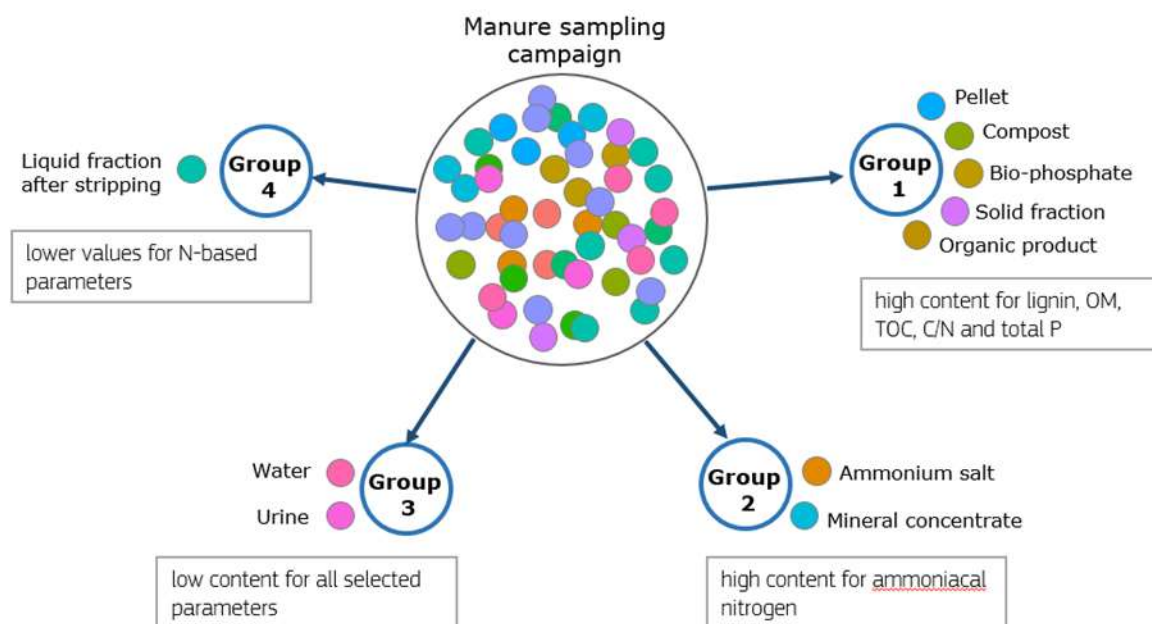 Manure sampling
campaign
Liquid fraction
after stripping
Group
4
lower values for N-based
parameters
Group
1
Pellet
Compost
Bio-phosphate
Solid fraction
Organic product
high content for lignin, OM,
TOC, C/N and total P
Water
Urine
Group
3
low content for all selected
parameters
Group
2
Ammonium salt
Mineral concentrate
high content for ammoniacal
nitrogen